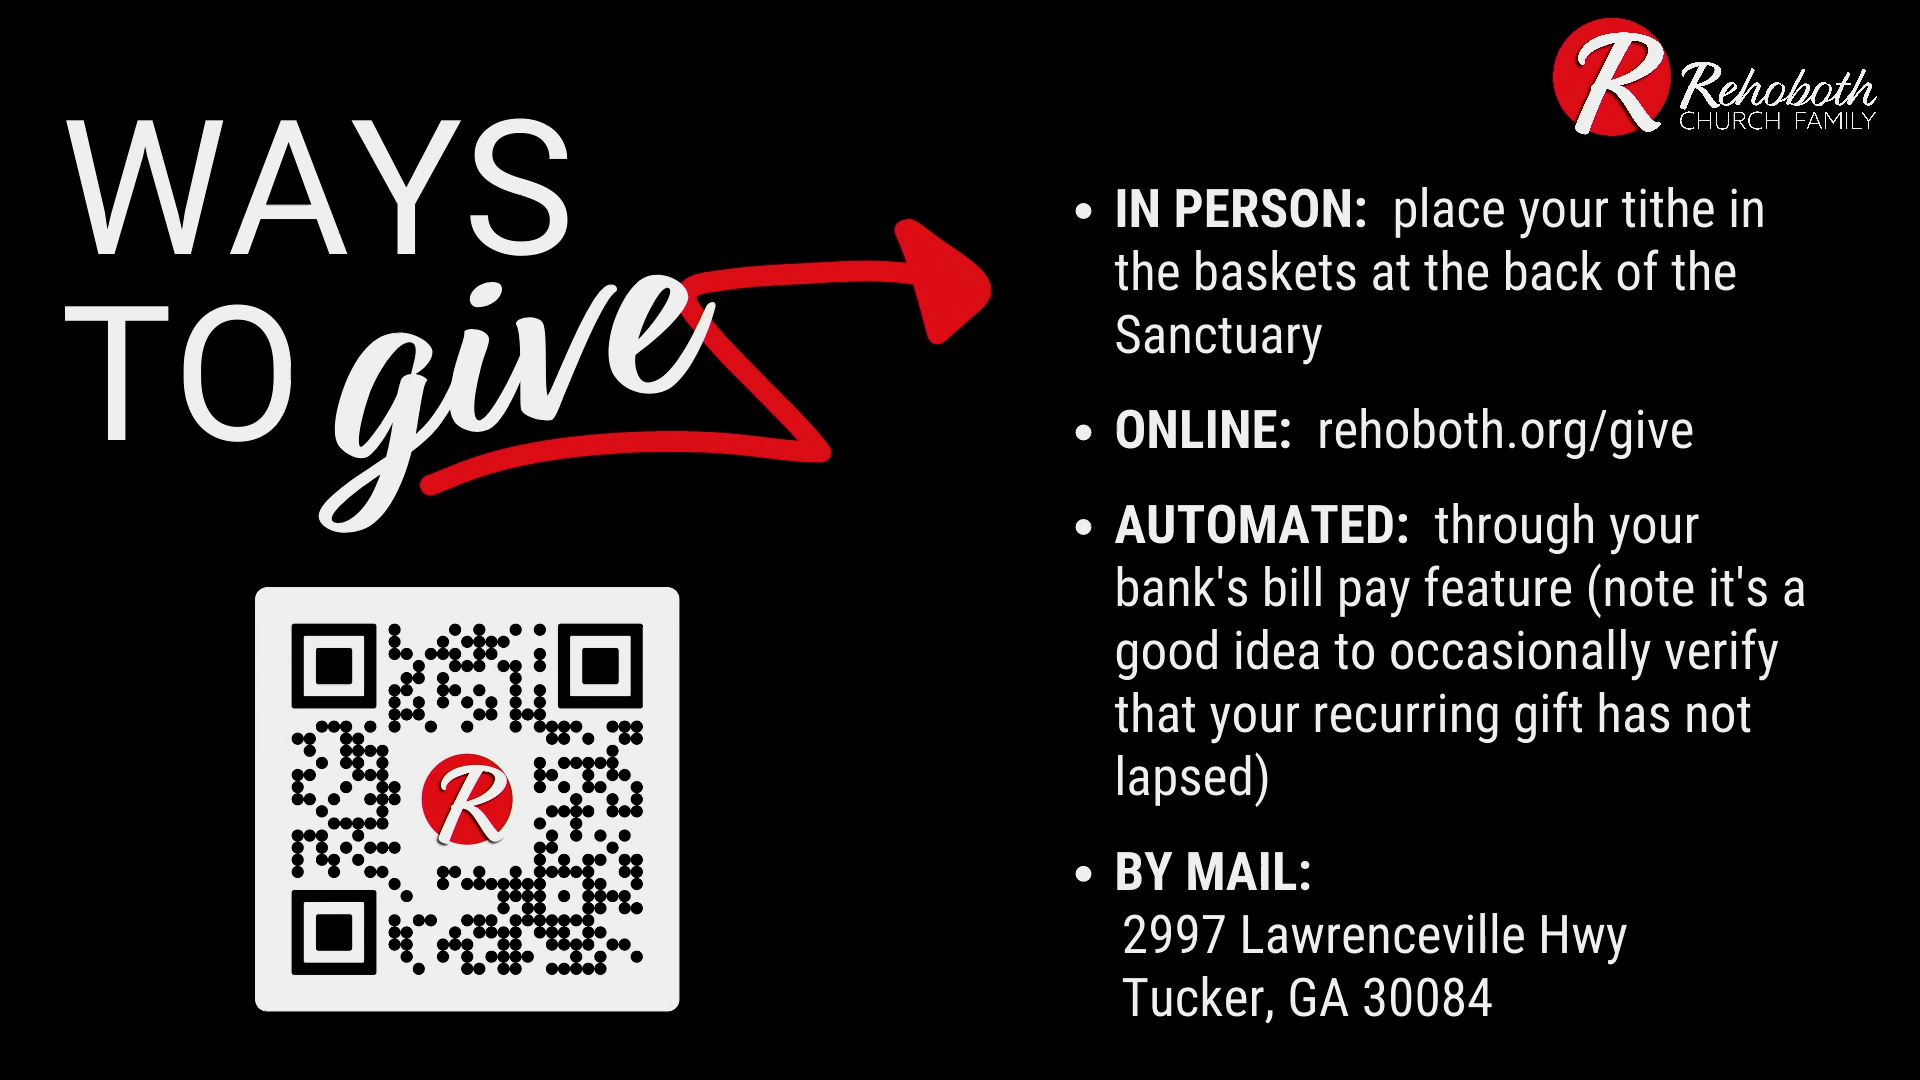 R Rehoboth
CHURCH FAMILY
WAYS
TO give
R
• IN PERSON: place your tithe in
the baskets at the back of the
Sanctuary
• ONLINE: rehoboth.org/give
• AUTOMATED: through your
bank's bill pay feature (note it's a
good idea to occasionally verify
that your recurring gift has not
lapsed)
• BY MAIL:
2997 Lawrenceville Hwy
Tucker, GA 30084